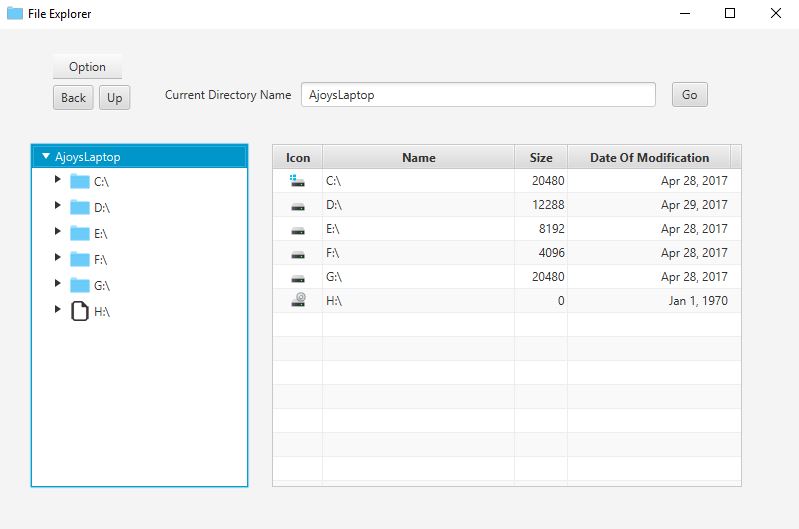 File Explorer
Option
Back Up Current Directory Name AjoysLaptop Go
AjoysLaptop
C:\
D:\
E:\
F:\
G:\
H:\
Icon Name Size Date Of Modification
C:\ 20480 Apr 28, 2017
D:\ 12288 Apr 29, 2017
E:\ 8192 Apr 28, 2017
F:\ 4096 Apr 28, 2017
G:\ 20480 Apr 28, 2017
H:\ 0 Jan 1, 1970